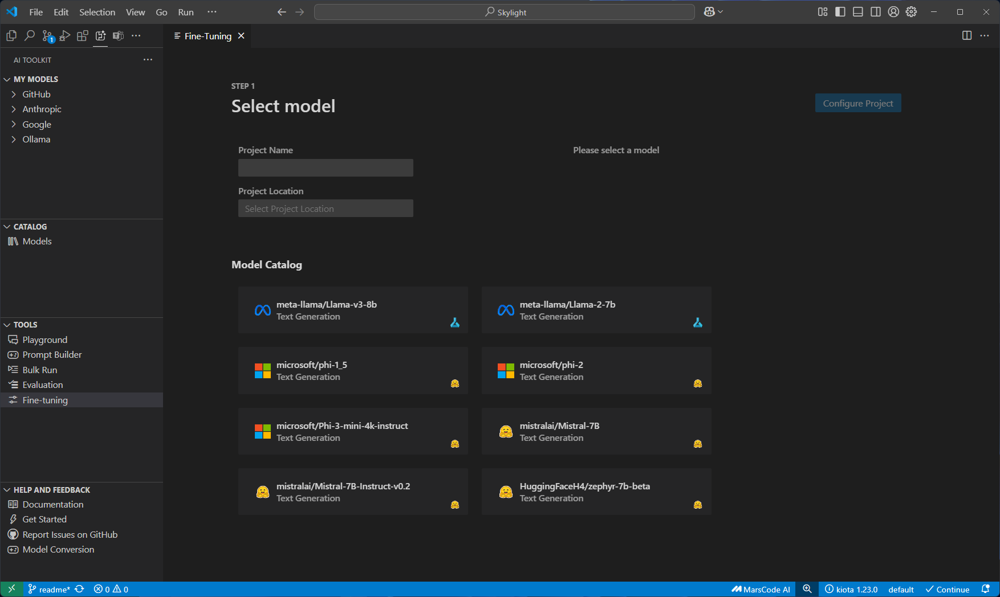 File Edit Selection View Go Run
Skylight
1
Fine-Tuning
AI TOOLKIT
MY MODELS
GitHub
Anthropic
Google
Ollama
CATALOG
Models
TOOLS
Playground
Prompt Builder
Bulk Run
Evaluation
Fine-tuning
HELP AND FEEDBACK
Documentation
Get Started
Report Issues on GitHub
Model Conversion
STEP 1
Select model
Configure Project
Project Name
Please select a model
Project Location
Select Project Location
Model Catalog
meta-llama/Llama-v3-8b
Text Generation
meta-llama/Llama-2-7b
Text Generation
microsoft/phi-1_5
Text Generation
microsoft/phi-2
Text Generation
microsoft/Phi-3-mini-4k-instruct
Text Generation
mistralai/Mistral-7B
Text Generation
mistralai/Mistral-7B-Instruct-v0.2
Text Generation
HuggingFaceH4/zephyr-7b-beta
Text Generation
readme* 0 0 MarsCode AI kiota 1.23.0 default Continue